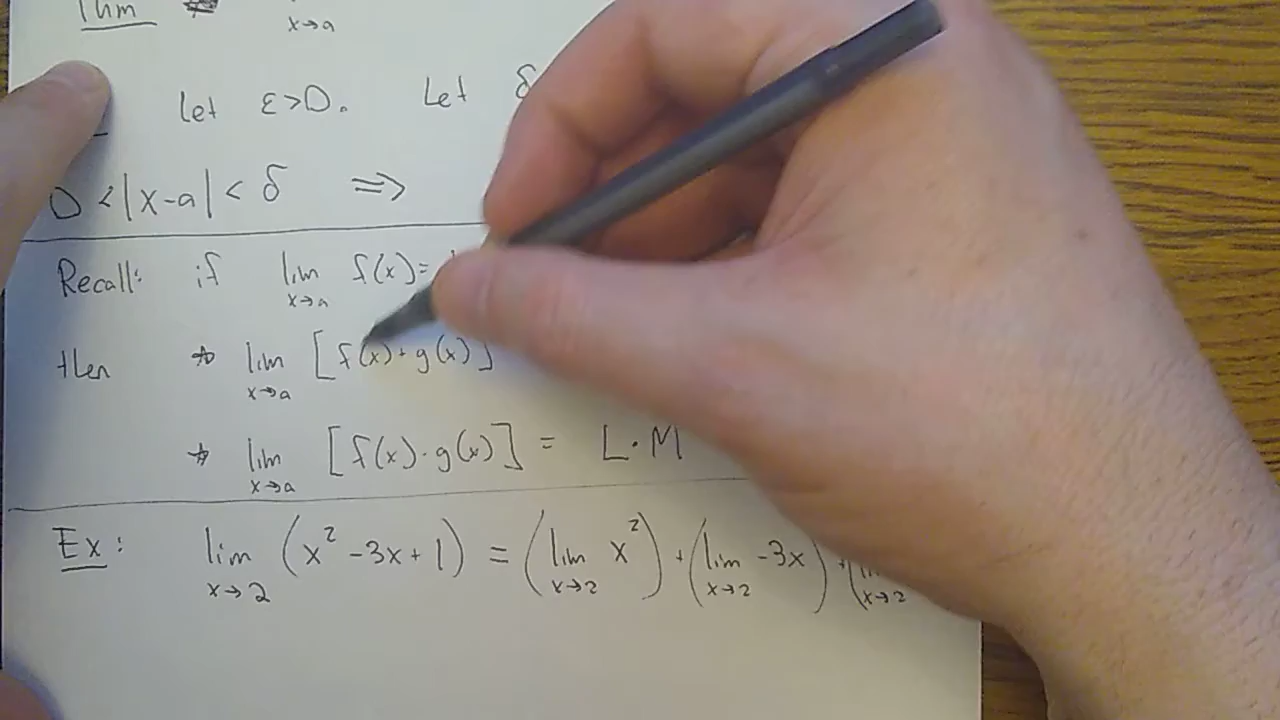 Thm
x→a
Let ε>0. Let δ
0 <|x-a| < δ ⇒
Recall: if lim f(x)=
x→a
then * lim [f(x)+g(x)]
x→a
* lim [f(x)·g(x)] = L·M
x→a
Ex: lim (x² -3x+1) = (lim x²) + (lim -3x) + (
x→2 x→2 x→2 x→2